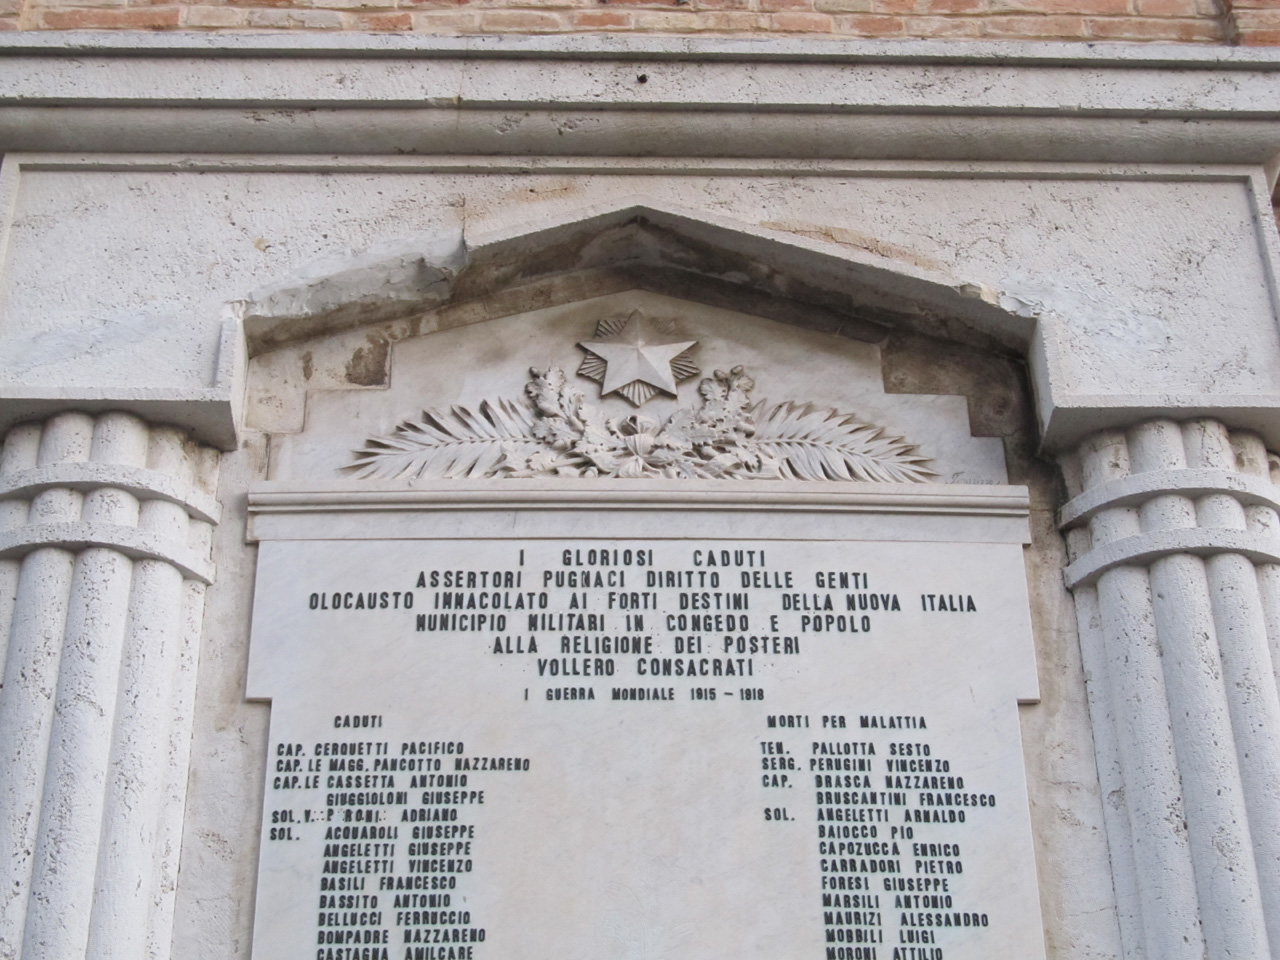 I GLORIOSI CADUTI
ASSERTORI PUGNACI DIRITTO DELLE GENTI
OLOCAUSTO INNACOLATO AI FORTI DESTINI DELLA NUOVA ITALIA
MUNICIPIO MILITARI IN CONGEDO E POPOLO
ALLA RELIGIONE DEI POSTERI
VOLLERO CONSACRATI
I GUERRA MONDIALE 1915-1918
CADUTI
CAP. CERQUETTI PACIFICO
CAP.LE MAGG. PANCOTTO NAZZARENO
CAP.LE CASSETTA ANTONIO
GIUGGIOLONI GIUSEPPE
SOL.V. P RONI ADRIANO
SOL. ACQUAROLI GIUSEPPE
ANGELETTI GIUSEPPE
ANGELETTI VINCENZO
BASILI FRANCESCO
ASSITO ANTONIO
BELLUCCI FERRUCCIO
BOMPADRE NAZZARENO
CASTAGNA AMILCARE
MORTI PER MALATTIA
TEN. PALLOTTA SESTO
SERG. PERUGINI VINCENZO
CAP. BRASCA NAZZARENO
BRUSCANTINI FRANCESCO
SOL. ANGELETTI ARNALDO
BAIOCCO PIO
CAPOZUCCA ENRICO
CARRADORI PIETRO
FORESI GIUSEPPE
MARSILI ANTONIO
MAURIZI ALESSANDRO
MOBILI LUIGI
MORONI ATTILIO